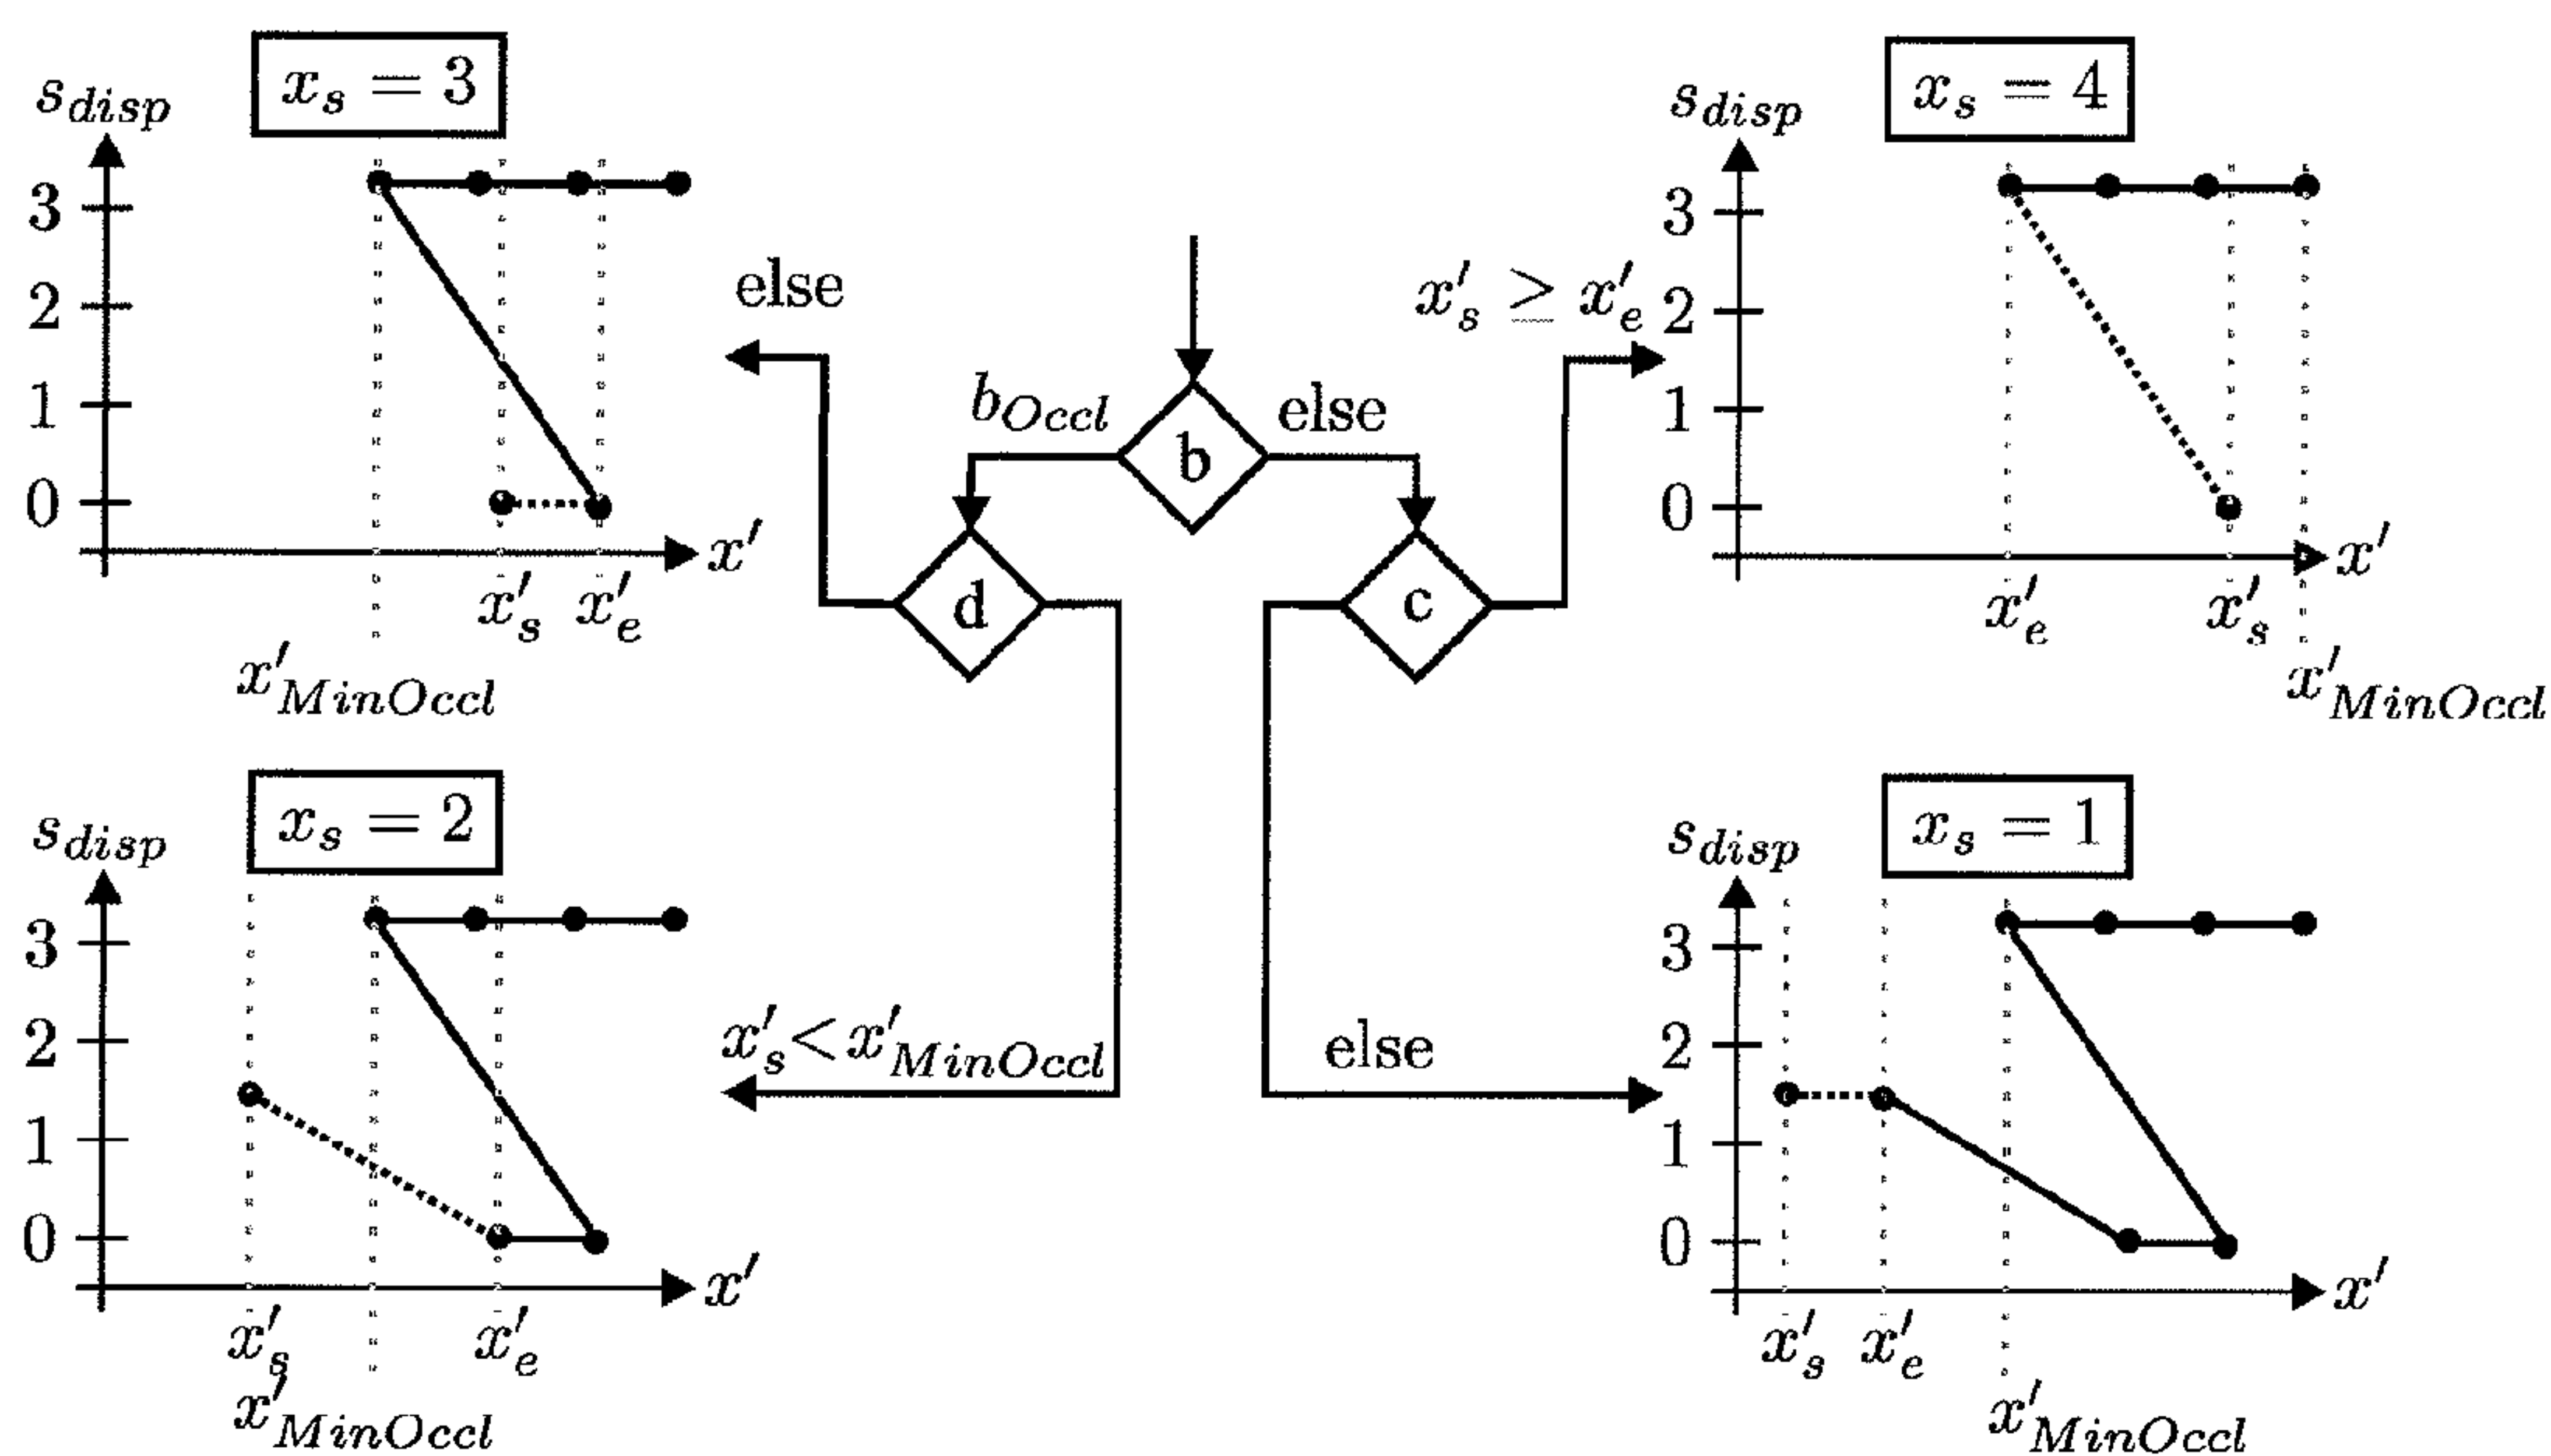 x_s = 3
s_disp
3
2
1
0
x'
x'_s x'_e
x'_MinOccl
else
b_Occl
b
else
d
c
x'_s ≥ x'_e
x_s = 4
s_disp
3
2
1
0
x'
x'_e x'_s
x'_MinOccl
x_s = 2
s_disp
3
2
1
0
x'
x'_s x'_e
x'_MinOccl
x'_s < x'_MinOccl
else
x_s = 1
s_disp
3
2
1
0
x'
x'_s x'_e
x'_MinOccl